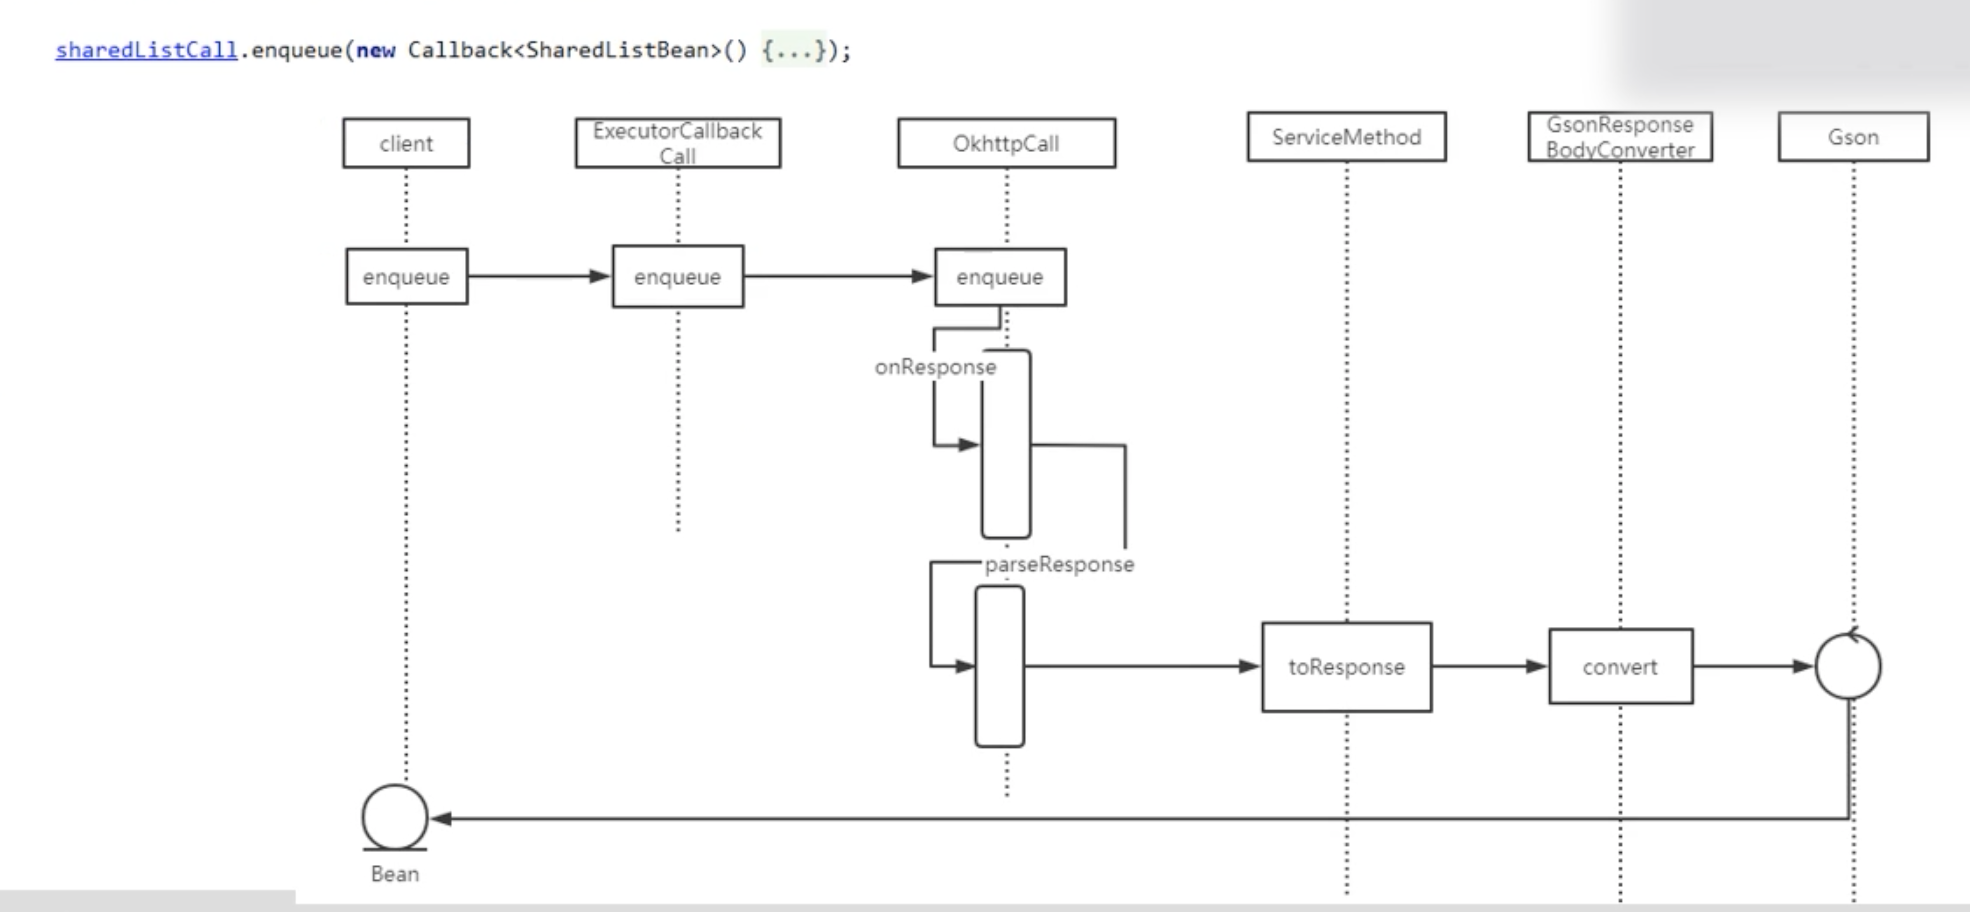 sharedListCall.enqueue(new Callback<SharedListBean>() {...});
client
ExecutorCallback
Call
OkhttpCall
ServiceMethod
GsonResponse
BodyConverter
Gson
enqueue
enqueue
enqueue
onResponse
parseResponse
toResponse
convert
Bean